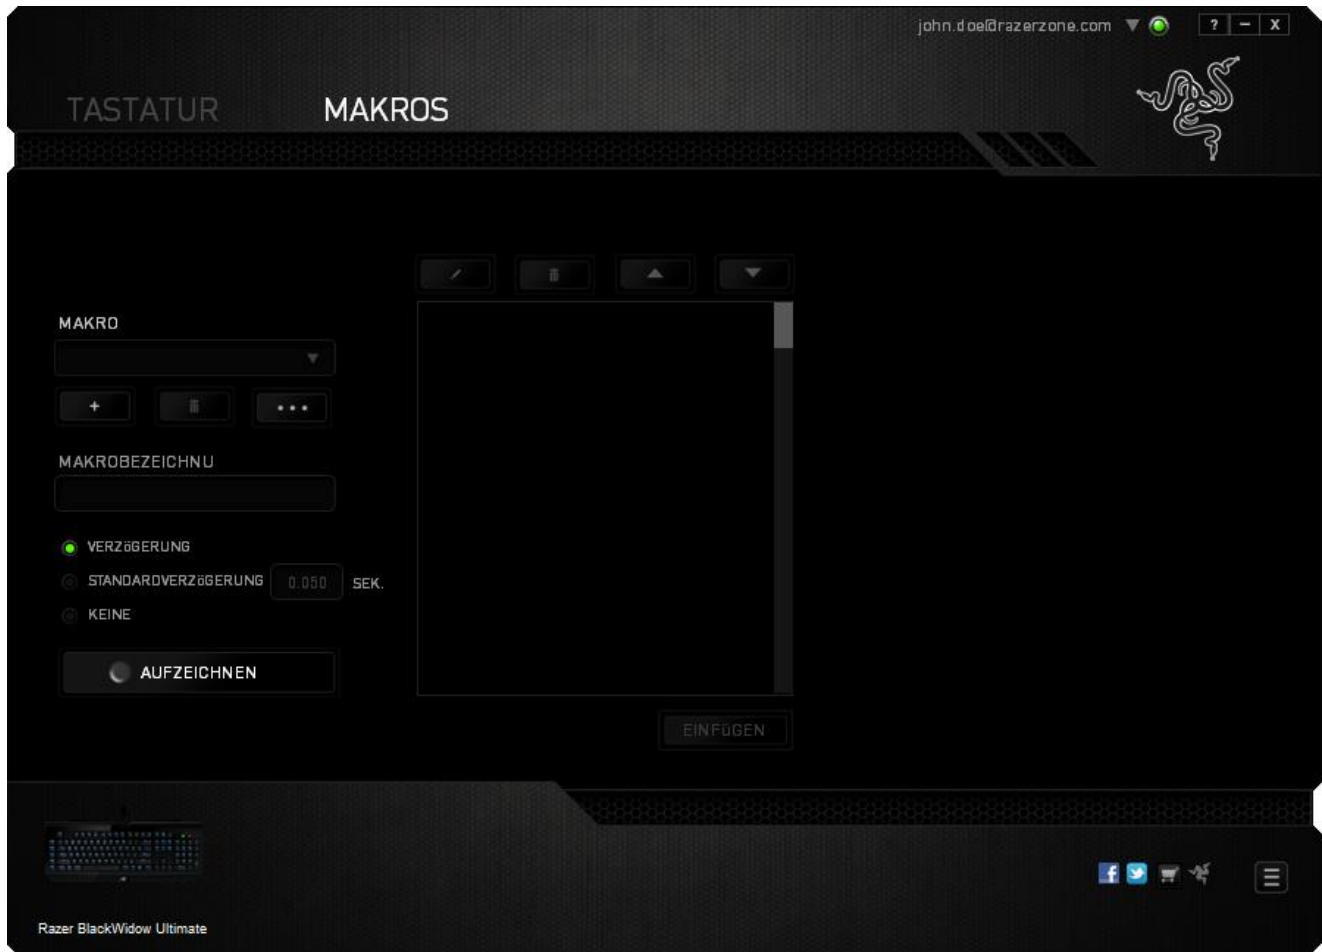 john.doe@razerzone.com
? – X
TASTATUR MAKROS
MAKRO
+ •••
MAKROBEZEICHNU
VERZöGERUNG
STANDARDVERZöGERUNG 0.050 SEK.
KEINE
AUFZEICHNEN
EINFüGEN
Razer BlackWidow Ultimate